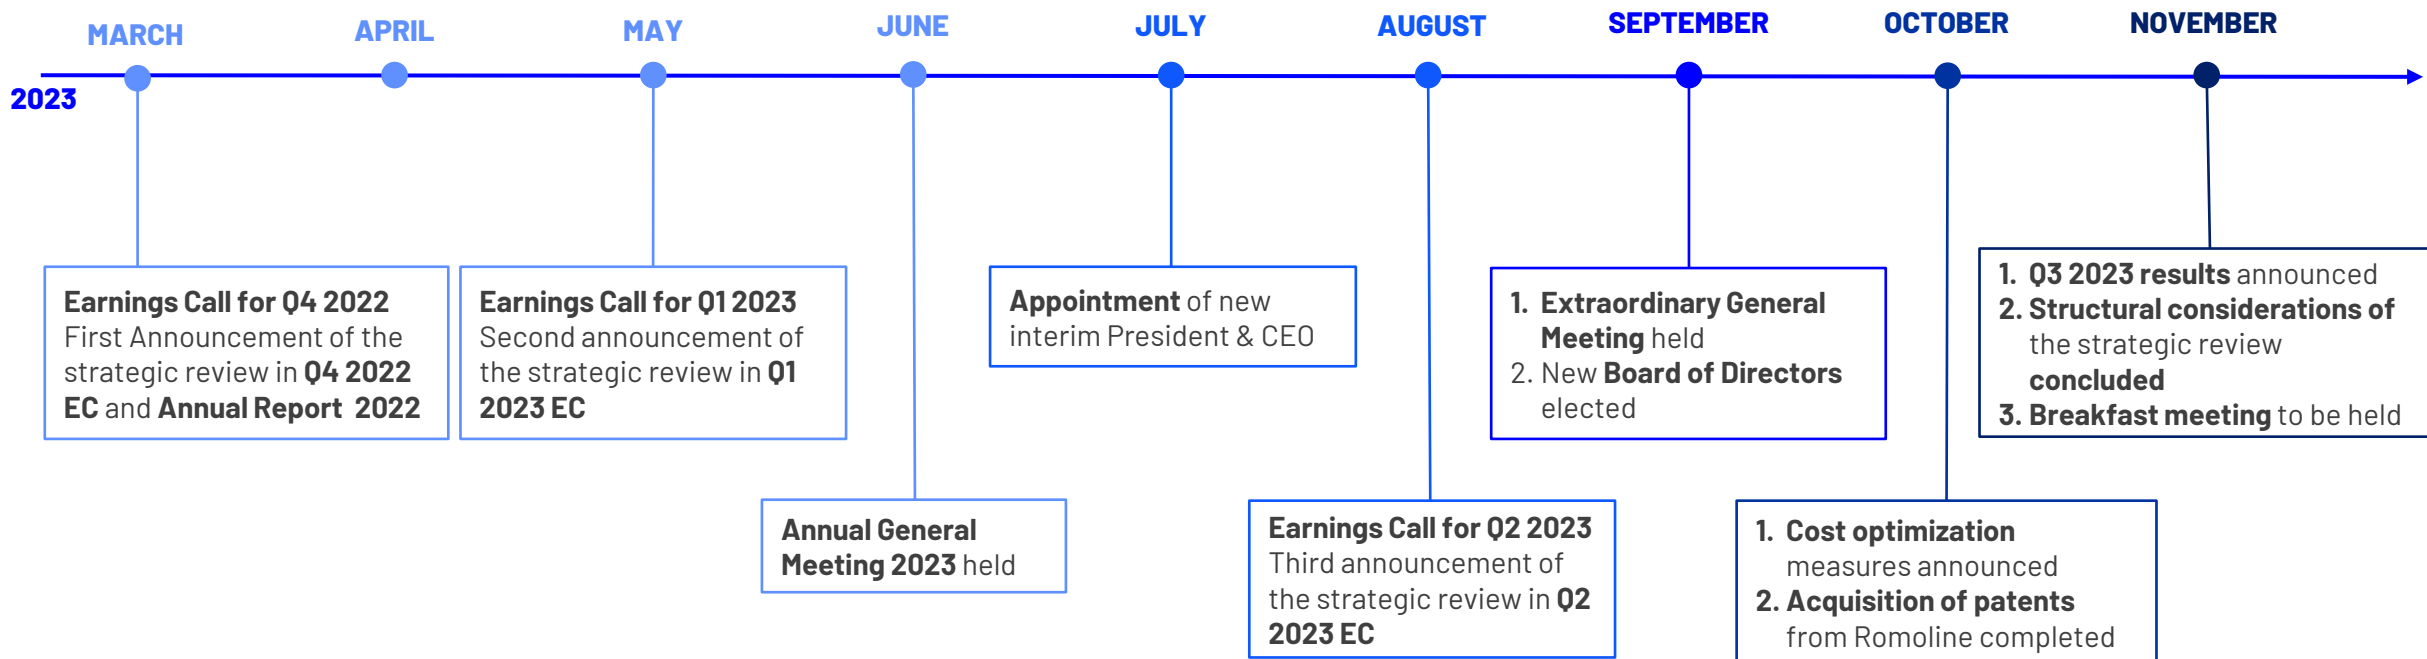 MARCH
APRIL
MAY
JUNE
JULY
AUGUST
SEPTEMBER
OCTOBER
NOVEMBER
2023
Earnings Call for Q4 2022
First Announcement of the
strategic review in Q4 2022
EC and Annual Report 2022
Earnings Call for Q1 2023
Second announcement of
the strategic review in Q1
2023 EC
Annual General
Meeting 2023 held
Appointment of new
interim President & CEO
Earnings Call for Q2 2023
Third announcement of
the strategic review in Q2
2023 EC
1. Extraordinary General
Meeting held
2. New Board of Directors
elected
1. Cost optimization
measures announced
2. Acquisition of patents
from Romoline completed
1. Q3 2023 results announced
2. Structural considerations of
the strategic review
concluded
3. Breakfast meeting to be held